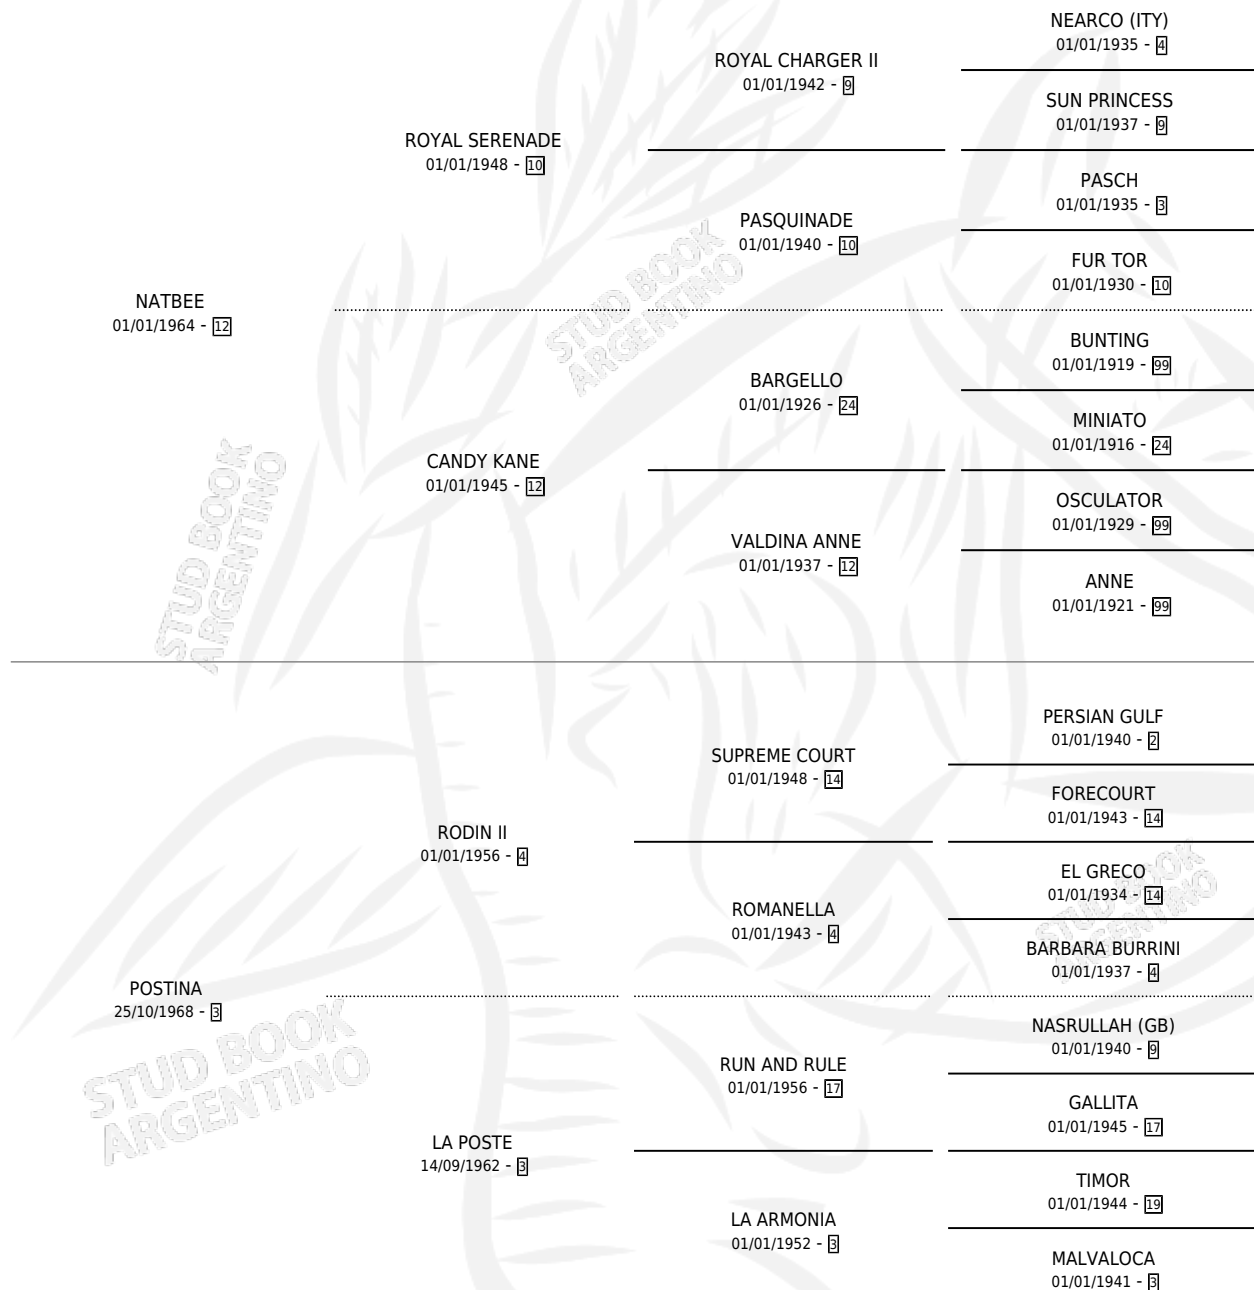 NEARCO (ITY)
01/01/1935 - 4
ROYAL CHARGER II
01/01/1942 - 9
SUN PRINCESS
01/01/1937 - 9
ROYAL SERENADE
01/01/1948 - 10
PASCH
01/01/1935 - 3
PASQUINADE
01/01/1940 - 10
FUR TOR
01/01/1930 - 10
NATBEE
01/01/1964 - 12
BUNTING
01/01/1919 - 99
BARGELLO
01/01/1926 - 24
MINIATO
01/01/1916 - 24
CANDY KANE
01/01/1945 - 12
OSCULATOR
01/01/1929 - 99
VALDINA ANNE
01/01/1937 - 12
ANNE
01/01/1921 - 99
STUD BOOK
ARGENTINO
STUD BOOK
ARGENTINO
PERSIAN GULF
01/01/1940 - 2
SUPREME COURT
01/01/1948 - 14
FORECOURT
01/01/1943 - 14
RODIN II
01/01/1956 - 4
EL GRECO
01/01/1934 - 14
ROMANELLA
01/01/1943 - 4
BARBARA BURRINI
01/01/1937 - 4
STUD BOOK
ARGENTINO
POSTINA
25/10/1968 - 3
NASRULLAH (GB)
01/01/1940 - 9
RUN AND RULE
01/01/1956 - 17
GALLITA
01/01/1945 - 17
LA POSTE
14/09/1962 - 3
TIMOR
01/01/1944 - 19
LA ARMONIA
01/01/1952 - 3
MALVALOCA
01/01/1941 - 3
STUD BOOK
ARGENTINO